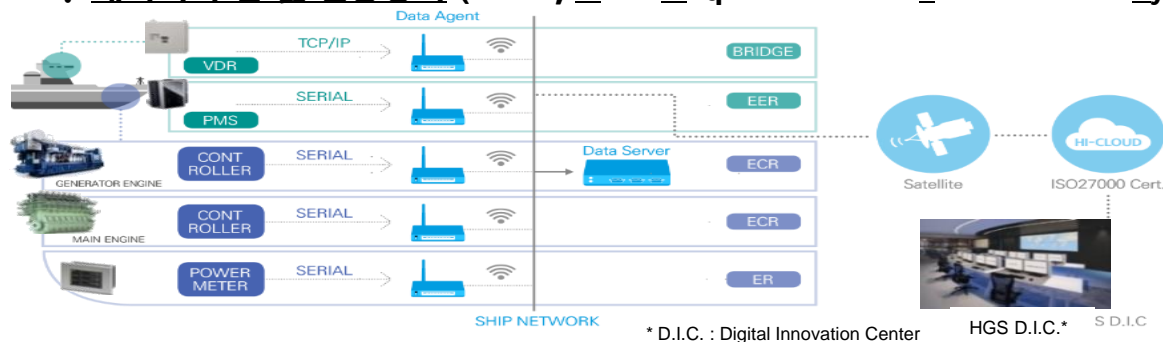 Data Agent
TCP/IP
VDR
BRIDGE
SERIAL
PMS
EER
GENERATOR ENGINE
CONT
ROLLER
SERIAL
Data Server
ECR
MAIN ENGINE
CONT
ROLLER
SERIAL
ECR
POWER
METER
SERIAL
ER
SHIP NETWORK
Satellite
HI-CLOUD
ISO27000 Cert.
* D.I.C. : Digital Innovation Center
HGS D.I.C.*
S D.I.C